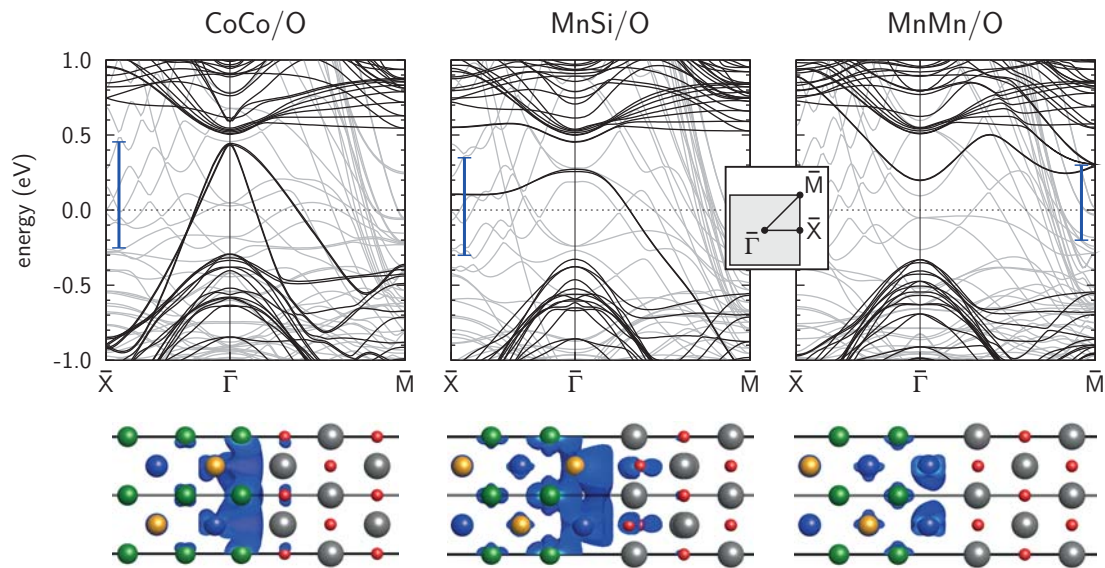 CoCo/O MnSi/O MnMn/O
energy (eV)
1.0
0.5
0.0
-0.5
-1.0
M̄
Γ̄ X̄
X̄ Γ̄ M̄ X̄ Γ̄ M̄ X̄ Γ̄ M̄